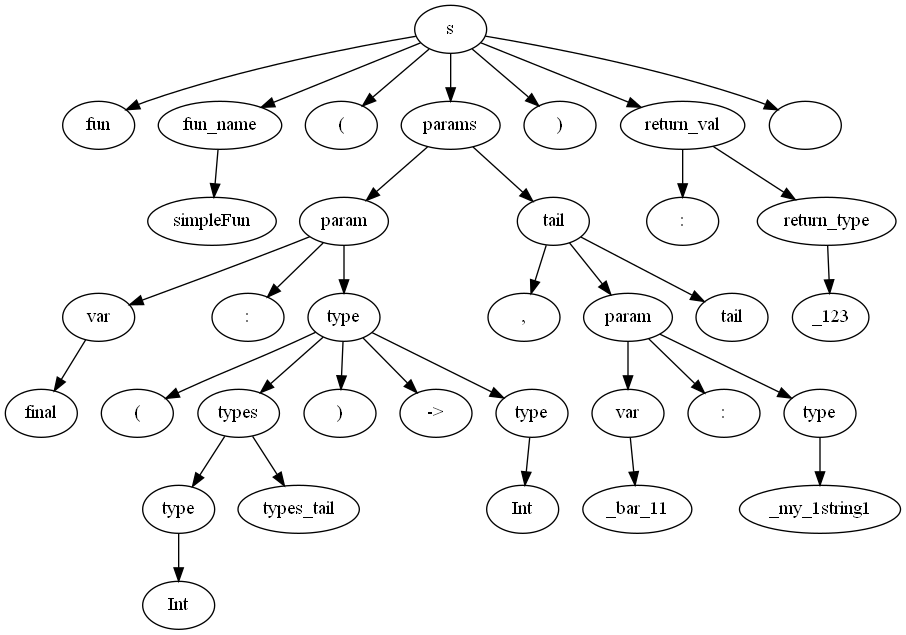 s
fun fun_name ( params ) return_val
simpleFun param tail : return_type
var : type , param tail _123
final ( types ) -> type var : type
type types_tail Int _bar_11 _my_1string1
Int